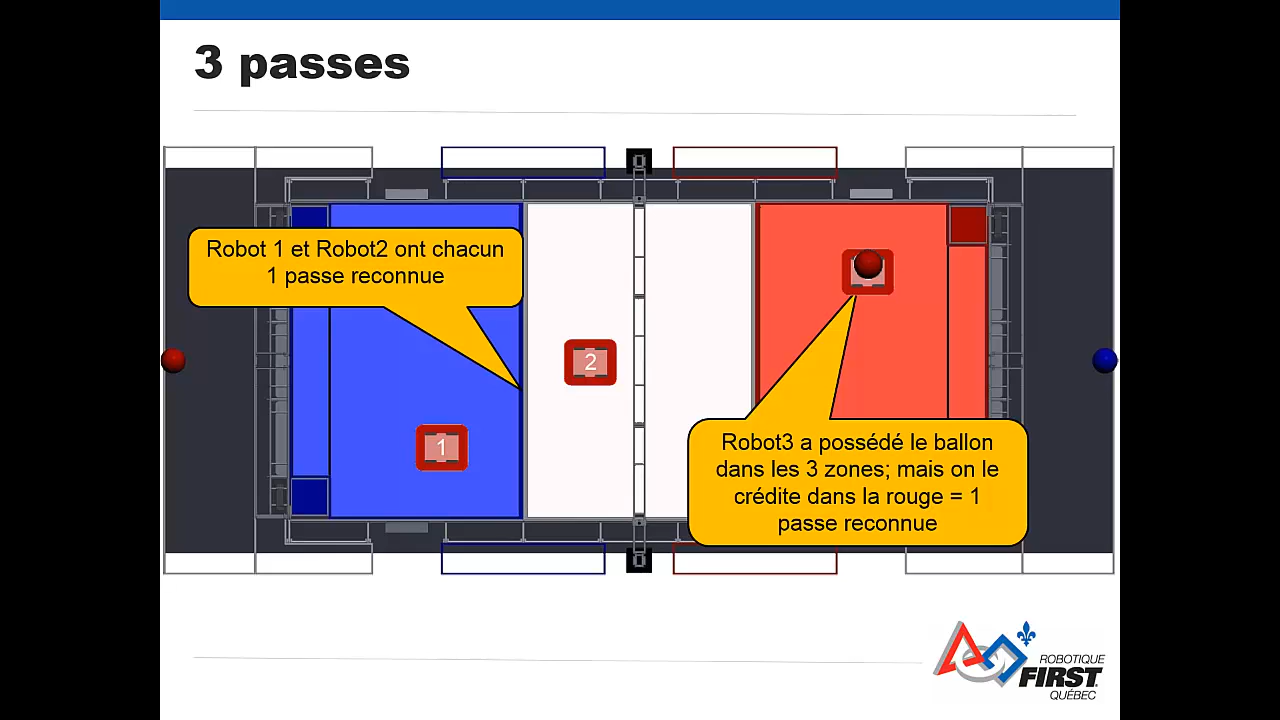 3 passes
Robot 1 et Robot2 ont chacun
1 passe reconnue
2
1
Robot3 a possédé le ballon
dans les 3 zones; mais on le
crédite dans la rouge = 1
passe reconnue
ROBOTIQUE
FIRST
QUÉBEC